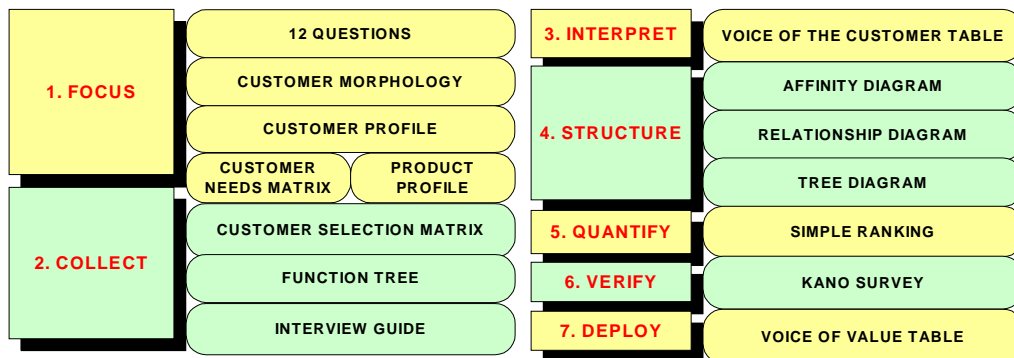 1. FOCUS
12 QUESTIONS
CUSTOMER MORPHOLOGY
CUSTOMER PROFILE
CUSTOMER
NEEDS MATRIX
PRODUCT
PROFILE
2. COLLECT
CUSTOMER SELECTION MATRIX
FUNCTION TREE
INTERVIEW GUIDE
3. INTERPRET
VOICE OF THE CUSTOMER TABLE
4. STRUCTURE
AFFINITY DIAGRAM
RELATIONSHIP DIAGRAM
TREE DIAGRAM
5. QUANTIFY
SIMPLE RANKING
6. VERIFY
KANO SURVEY
7. DEPLOY
VOICE OF VALUE TABLE